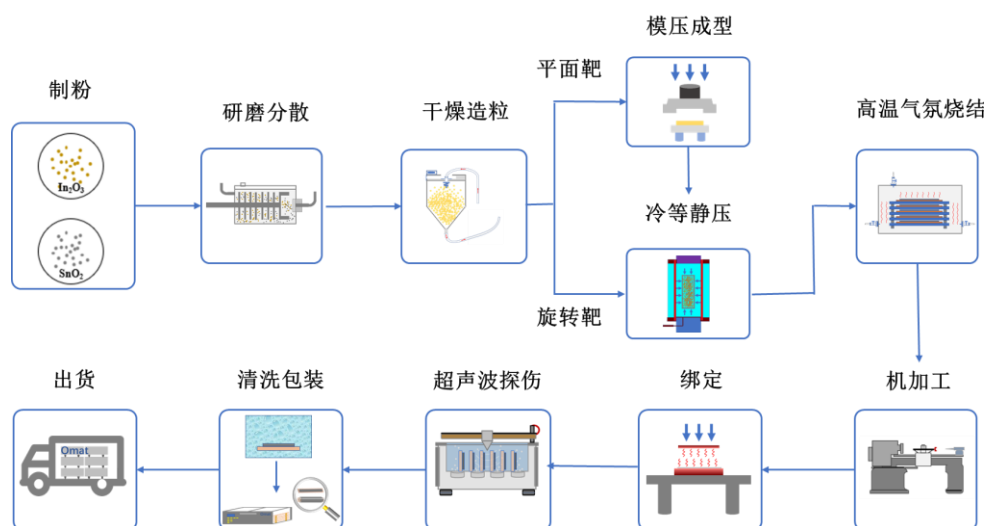 制粉
In₂O₃
SnO₂
研磨分散
干燥造粒
平面靶
模压成型
冷等静压
旋转靶
高温气氛烧结
机加工
绑定
超声波探伤
清洗包装
出货
Omat